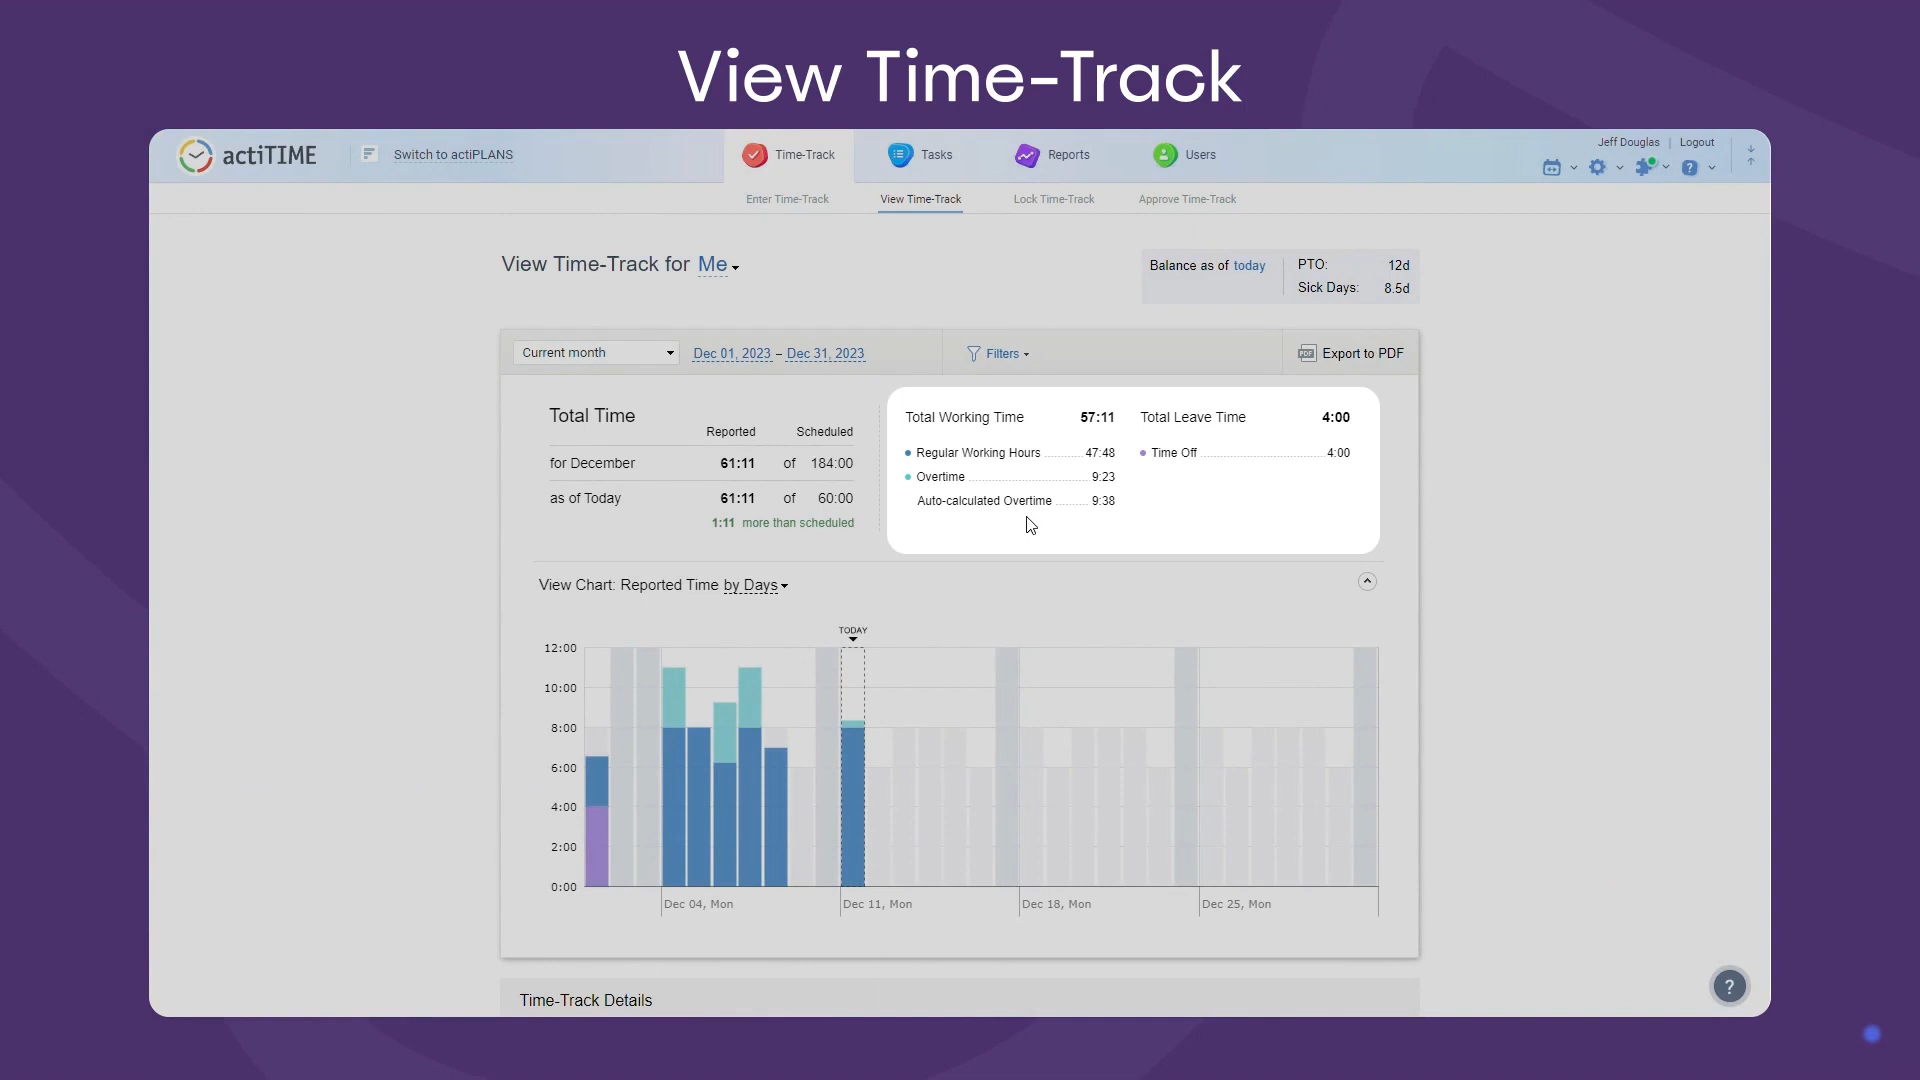 View Time-Track
actiTIME
Switch to actiPLANS
Time-Track
Tasks
Reports
Users
Jeff Douglas | Logout
?
Enter Time-Track
View Time-Track
Lock Time-Track
Approve Time-Track
View Time-Track for Me
Balance as of today
PTO: 12d
Sick Days: 8.5d
Current month
Dec 01, 2023 – Dec 31, 2023
Filters
PDF Export to PDF
Total Time
Reported Scheduled
for December 61:11 of 184:00
as of Today 61:11 of 60:00
1:11 more than scheduled
Total Working Time 57:11
Regular Working Hours 47:48
Overtime 9:23
Auto-calculated Overtime 9:38
Total Leave Time 4:00
Time Off 4:00
View Chart: Reported Time by Days
TODAY
12:00
10:00
8:00
6:00
4:00
2:00
0:00
Dec 04, Mon
Dec 11, Mon
Dec 18, Mon
Dec 25, Mon
Time-Track Details
?